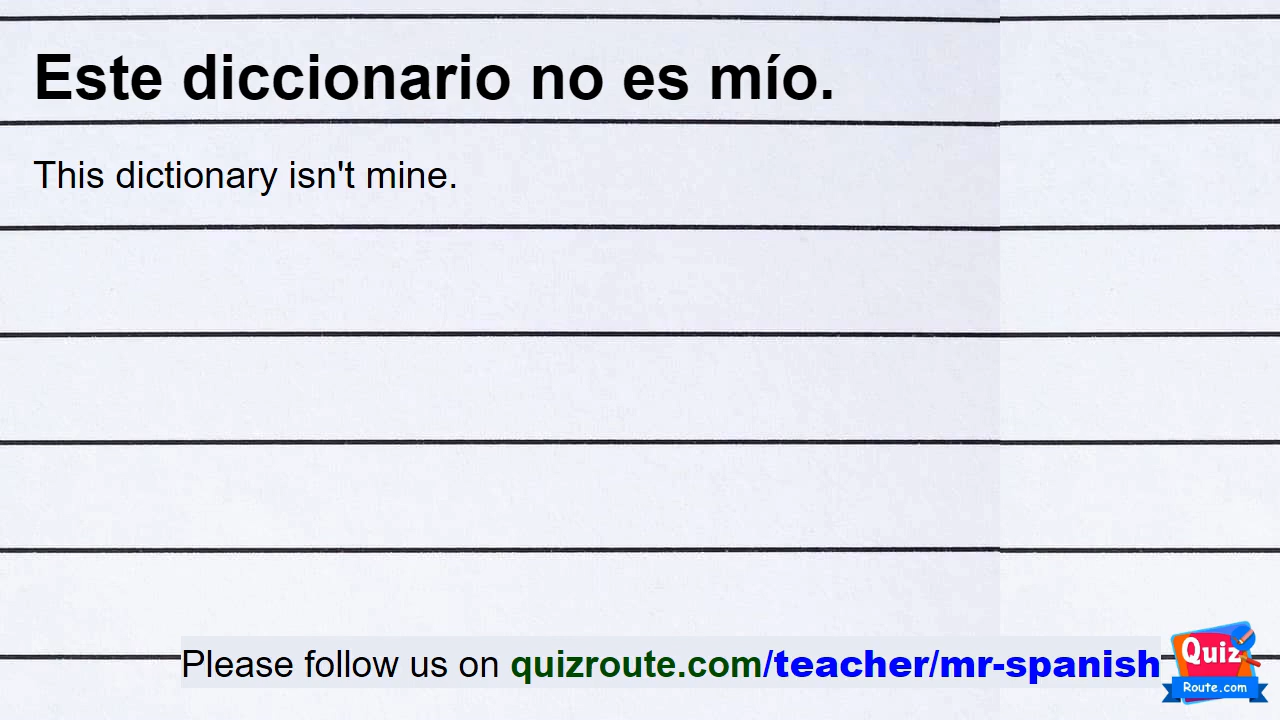 Este diccionario no es mío.
This dictionary isn't mine.
Please follow us on quizroute.com/teacher/mr-spanish
Quiz
Route.com